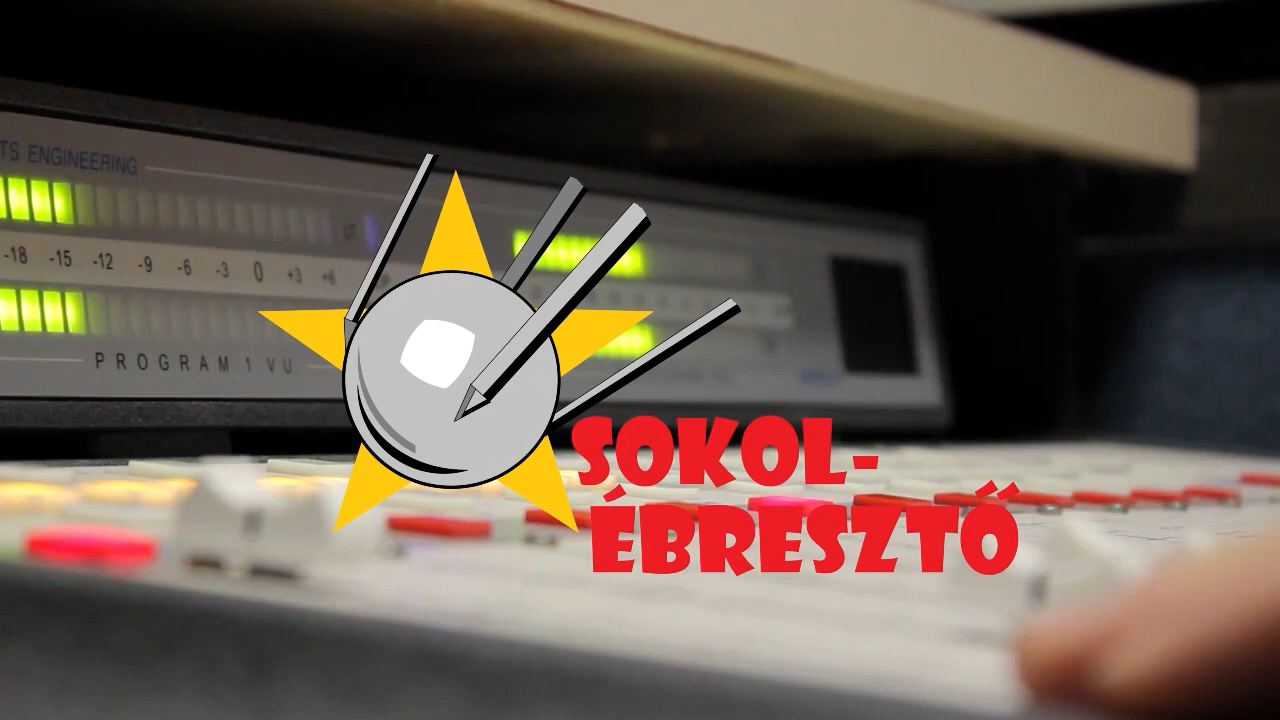 TS ENGINEERING
-18 -15 -12 -9 -6 -3 0 +3 +6
PROGRAM 1 VU
SOKOL-
ÉBRESZTŐ